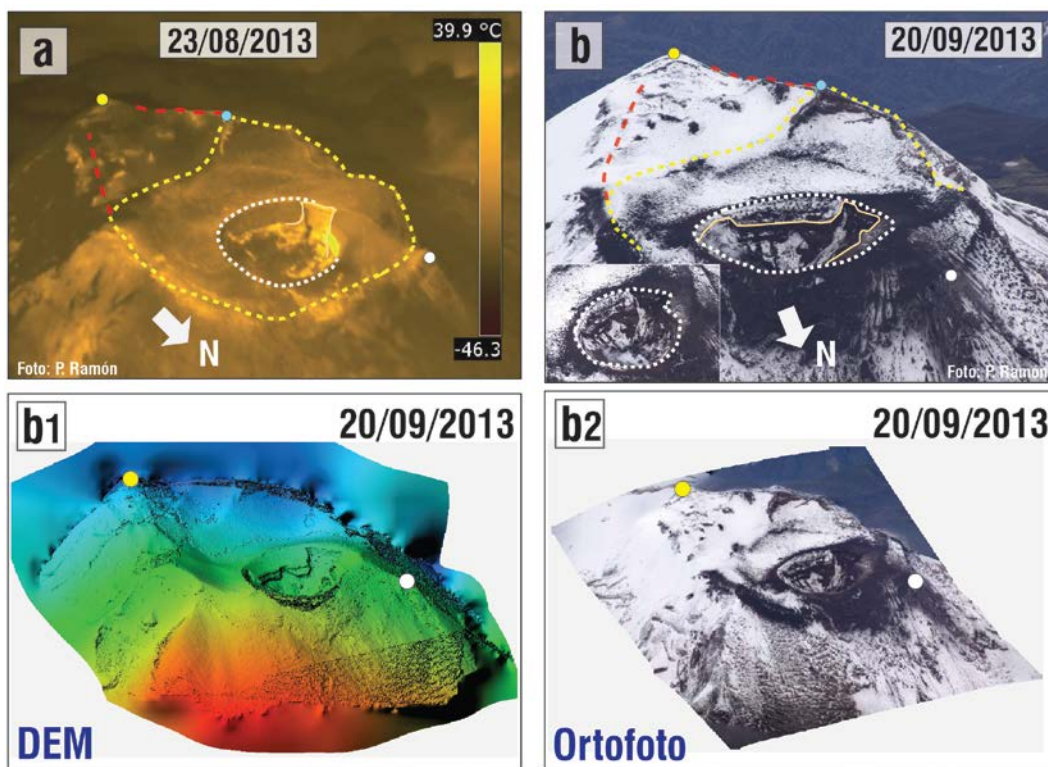 a
23/08/2013
39.9 °C
-46.3
N
Foto: P. Ramón
b
20/09/2013
N
Foto: P. Ramón
b1
20/09/2013
DEM
b2
20/09/2013
Ortofoto